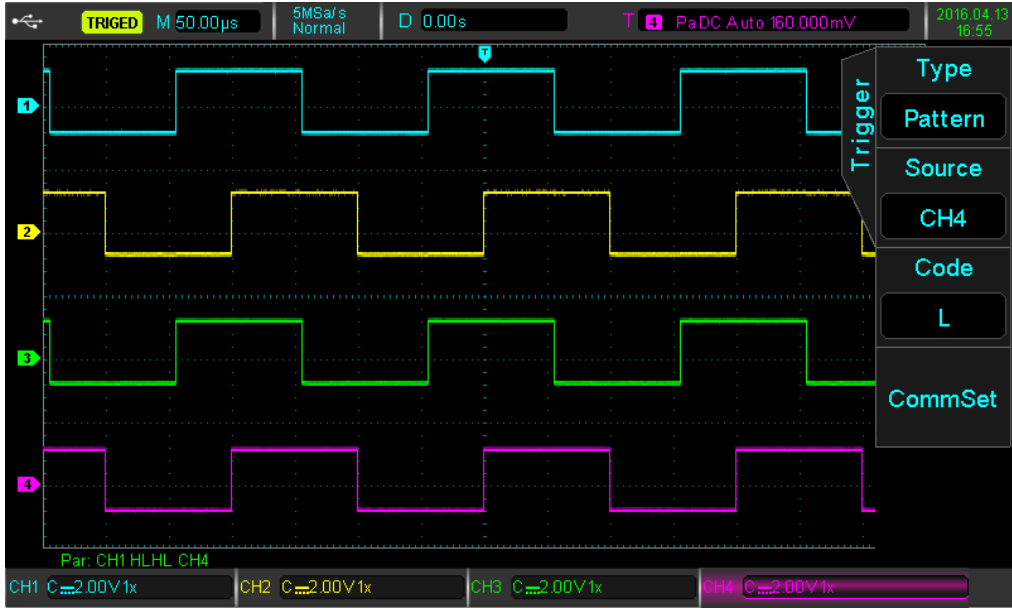 TRIGED M 50.00µs 5MSa/s Normal D 0.00s T 4 PaDC Auto 160.000mV 2016.04.13 16:55
T
Trigger
Type
Pattern
Source
CH4
Code
L
CommSet
1
2
3
4
Par: CH1 HLHL CH4
CH1 C 2.00V 1x CH2 C 2.00V 1x CH3 C 2.00V 1x CH4 C 2.00V 1x